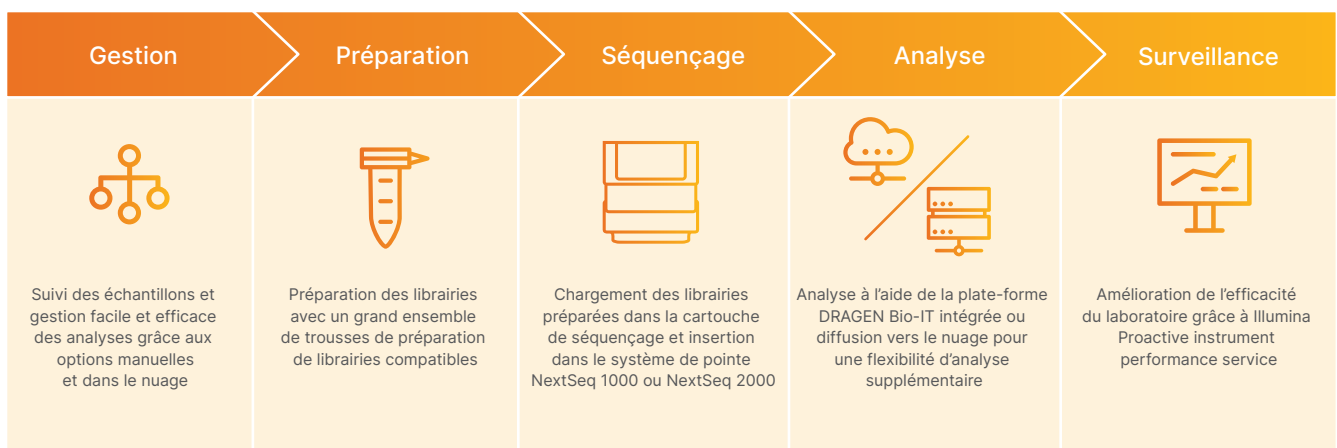 Gestion
Préparation
Séquençage
Analyse
Surveillance
Suivi des échantillons et
gestion facile et efficace
des analyses grâce aux
options manuelles
et dans le nuage
Préparation des librairies
avec un grand ensemble
de trousses de préparation
de librairies compatibles
Chargement des librairies
préparées dans la cartouche
de séquençage et insertion
dans le système de pointe
NextSeq 1000 ou NextSeq 2000
Analyse à l’aide de la plate-forme
DRAGEN Bio-IT intégrée ou
diffusion vers le nuage pour
une flexibilité d’analyse
supplémentaire
Amélioration de l’efficacité
du laboratoire grâce à Illumina
Proactive instrument
performance service